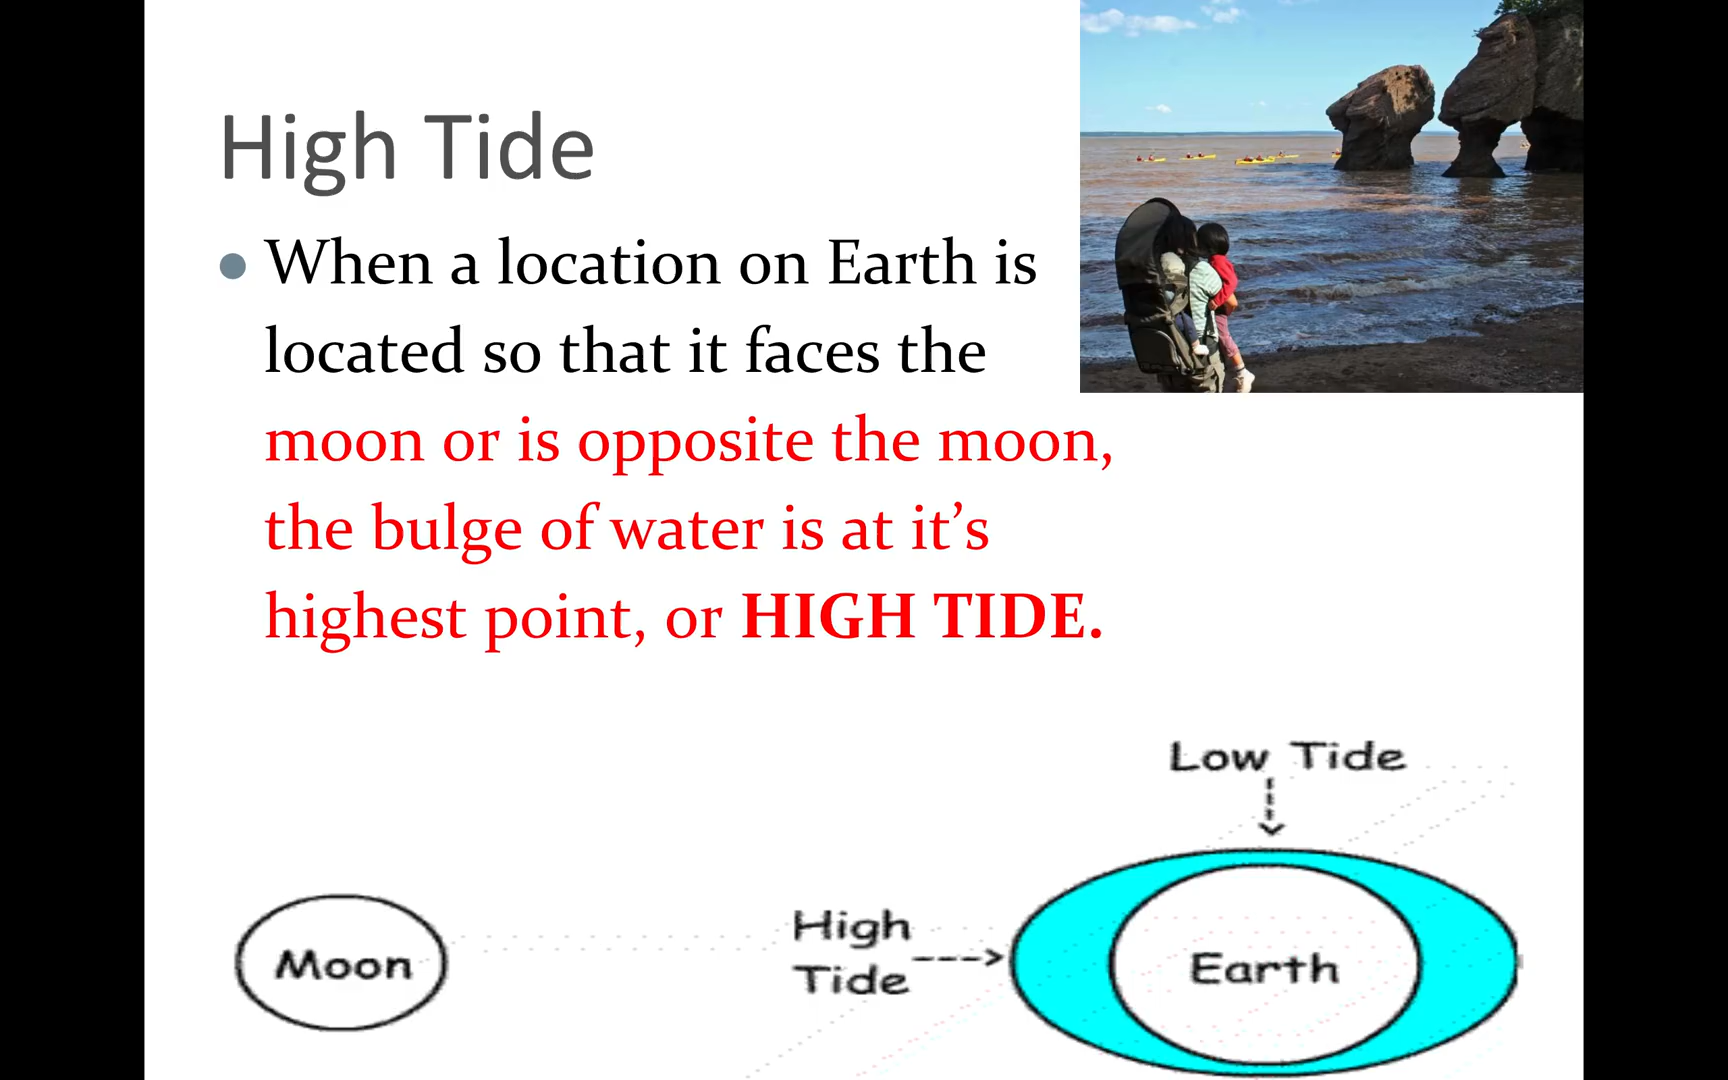 High Tide
When a location on Earth is
located so that it faces the
moon or is opposite the moon,
the bulge of water is at it’s
highest point, or HIGH TIDE.
Low Tide
High
Tide
Moon
Earth